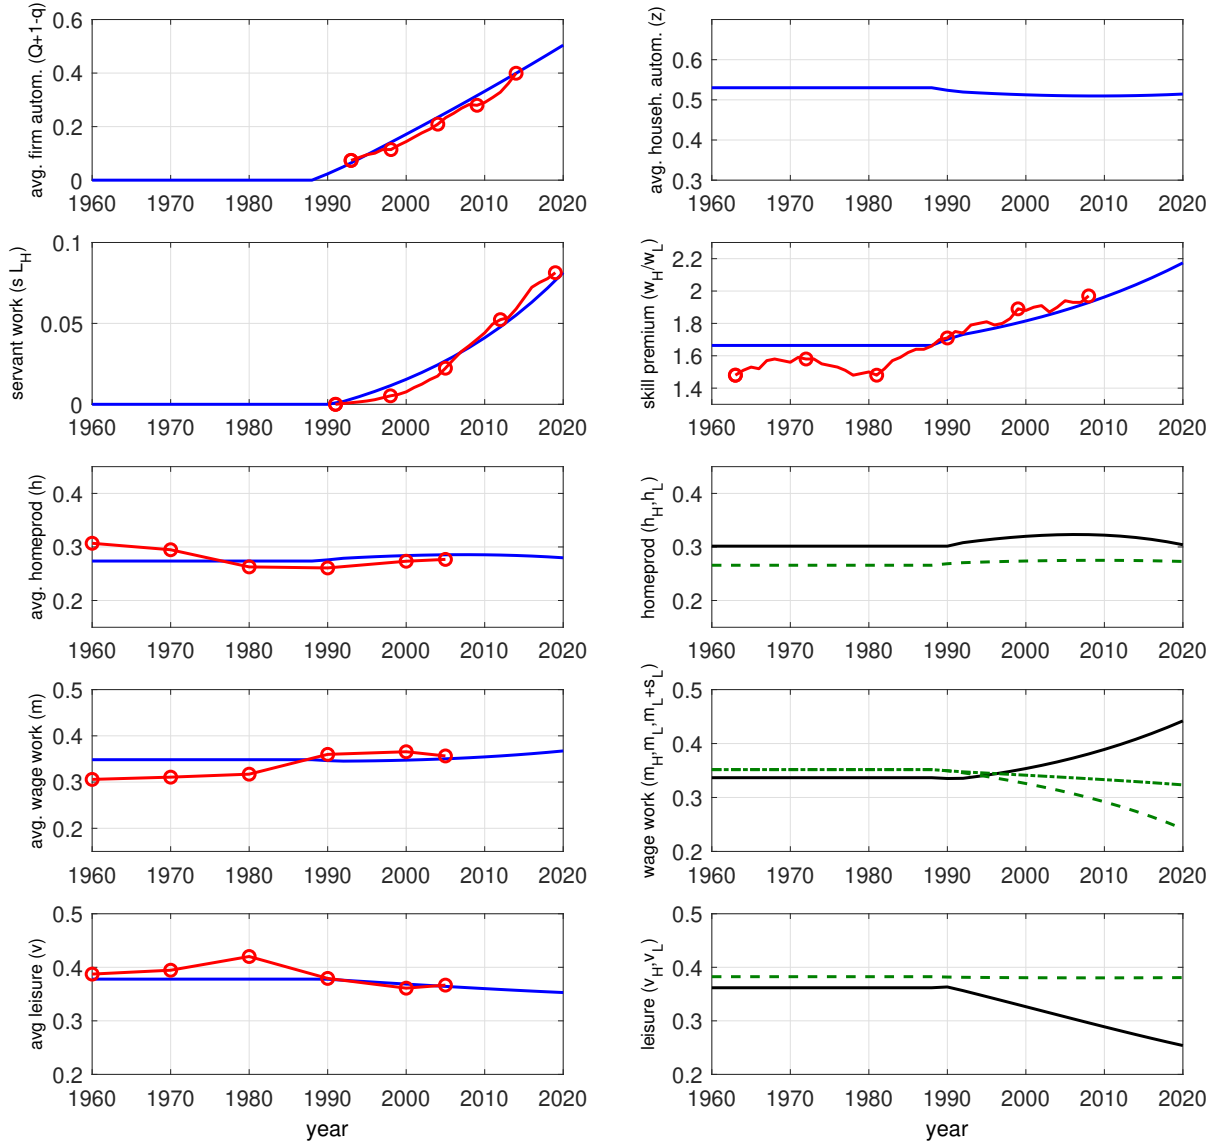 avg. firm autom. (Q+1-q)
0.6
0.4
0.2
0
1960 1970 1980 1990 2000 2010 2020
avg. househ. autom. (z)
0.6
0.5
0.4
0.3
1960 1970 1980 1990 2000 2010 2020
servant work (s L_H)
0.1
0.05
0
1960 1970 1980 1990 2000 2010 2020
skill premium (w_H/w_L)
2.2
2
1.8
1.6
1.4
1960 1970 1980 1990 2000 2010 2020
avg. homeprod (h)
0.4
0.3
0.2
1960 1970 1980 1990 2000 2010 2020
homeprod (h_H,h_L)
0.4
0.3
0.2
1960 1970 1980 1990 2000 2010 2020
avg. wage work (m)
0.5
0.4
0.3
0.2
1960 1970 1980 1990 2000 2010 2020
wage work (m_H,m_L,m_L+s_L)
0.5
0.4
0.3
0.2
1960 1970 1980 1990 2000 2010 2020
avg leisure (v)
0.5
0.4
0.3
0.2
1960 1970 1980 1990 2000 2010 2020
year
leisure (v_H,v_L)
0.5
0.4
0.3
0.2
1960 1970 1980 1990 2000 2010 2020
year